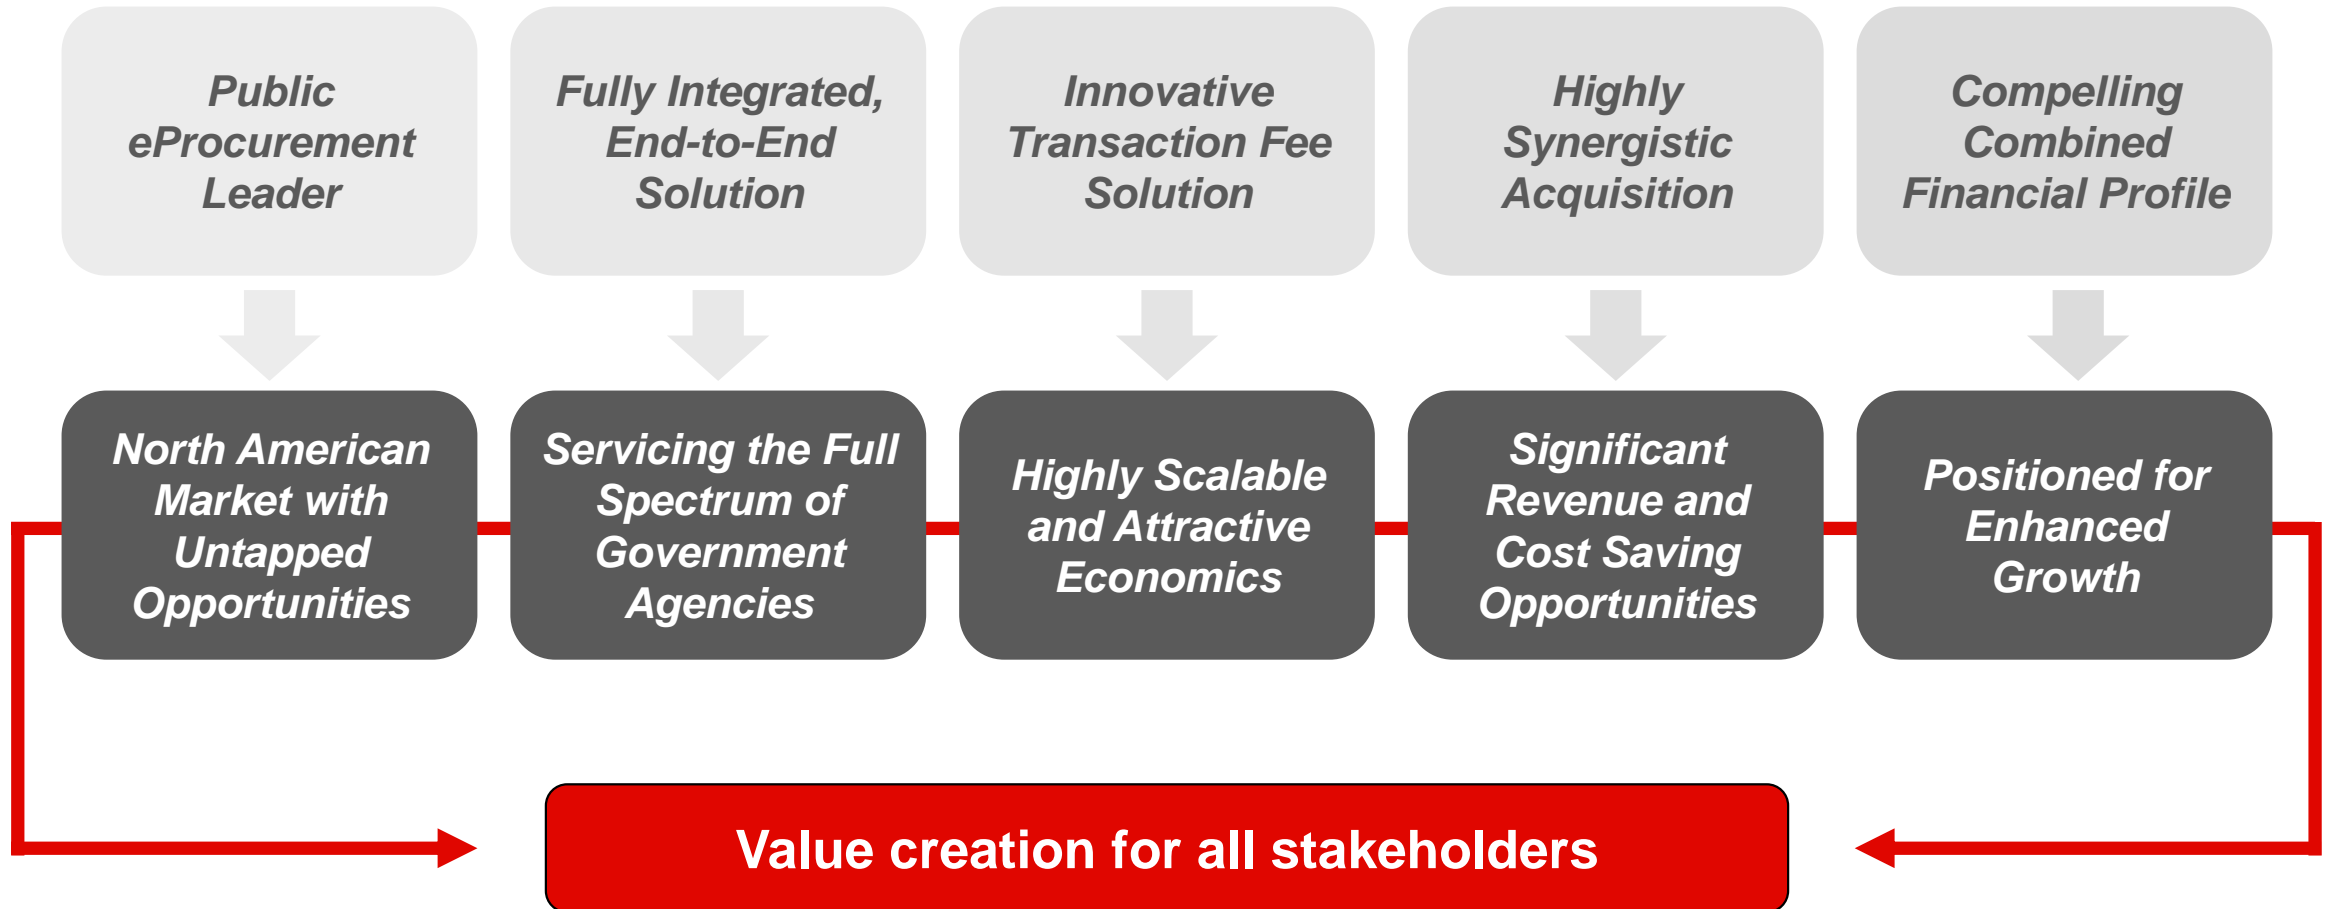 Public
eProcurement
Leader
Fully Integrated,
End-to-End
Solution
Innovative
Transaction Fee
Solution
Highly
Synergistic
Acquisition
Compelling
Combined
Financial Profile
North American
Market with
Untapped
Opportunities
Servicing the Full
Spectrum of
Government
Agencies
Highly Scalable
and Attractive
Economics
Significant
Revenue and
Cost Saving
Opportunities
Positioned for
Enhanced
Growth
Value creation for all stakeholders